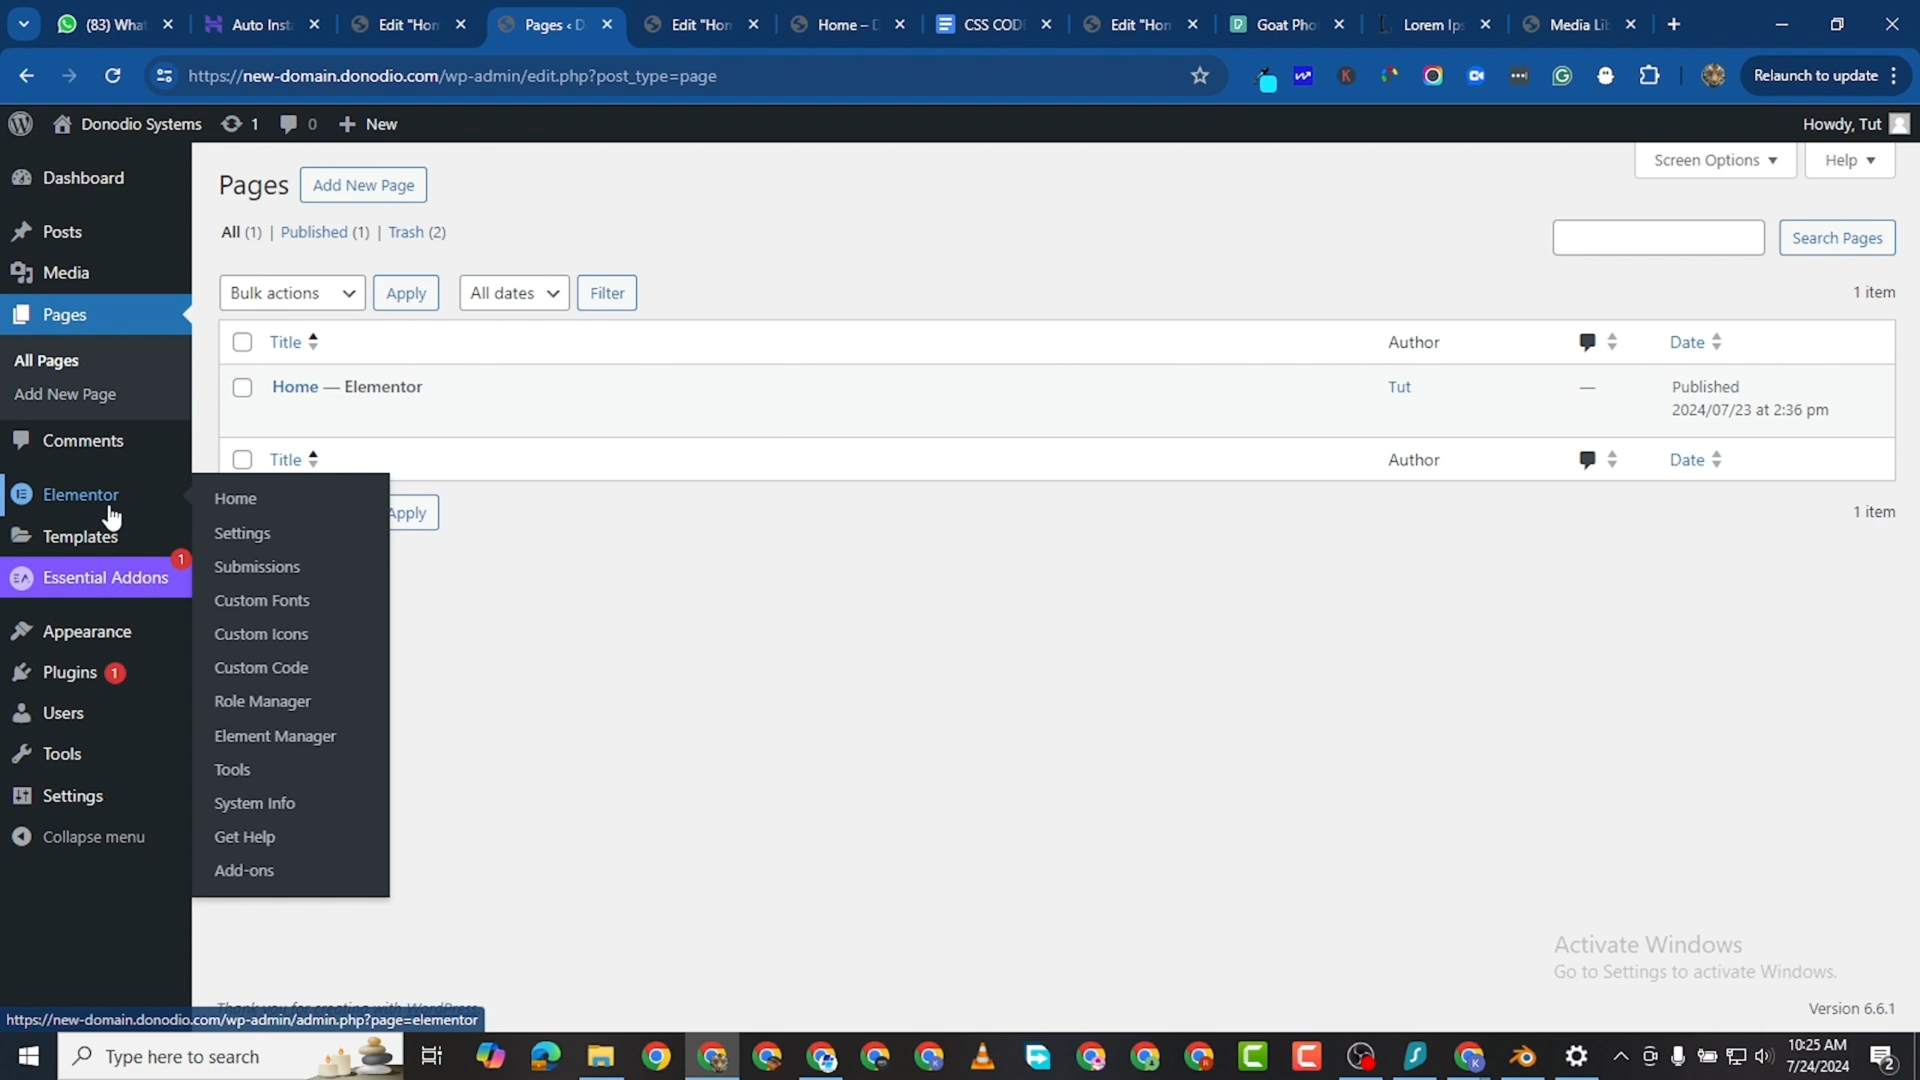 (83) Wha
Auto Inst
Edit "Hom
Pages ‹ D
Edit "Hom
Home – D
CSS CODE
Edit "Hom
Goat Pho
Lorem Ips
Media Lib
https://new-domain.donodio.com/wp-admin/edit.php?post_type=page
Relaunch to update
Donodio Systems
1
0
+ New
Howdy, Tut
Dashboard
Posts
Media
Pages
All Pages
Add New Page
Comments
Elementor
Templates
Essential Addons
1
Appearance
Plugins 1
Users
Tools
Settings
Collapse menu
Home
Settings
Submissions
Custom Fonts
Custom Icons
Custom Code
Role Manager
Element Manager
Tools
System Info
Get Help
Add-ons
Screen Options
Help
Pages
Add New Page
All (1) | Published (1) | Trash (2)
Search Pages
Bulk actions
Apply
All dates
Filter
1 item
Title
Author
Date
Home — Elementor
Tut
—
Published
2024/07/23 at 2:36 pm
Title
Author
Date
Apply
1 item
Activate Windows
Go to Settings to activate Windows.
Thank you for creating with WordPress
Version 6.6.1
https://new-domain.donodio.com/wp-admin/admin.php?page=elementor
Type here to search
10:25 AM
7/24/2024
2